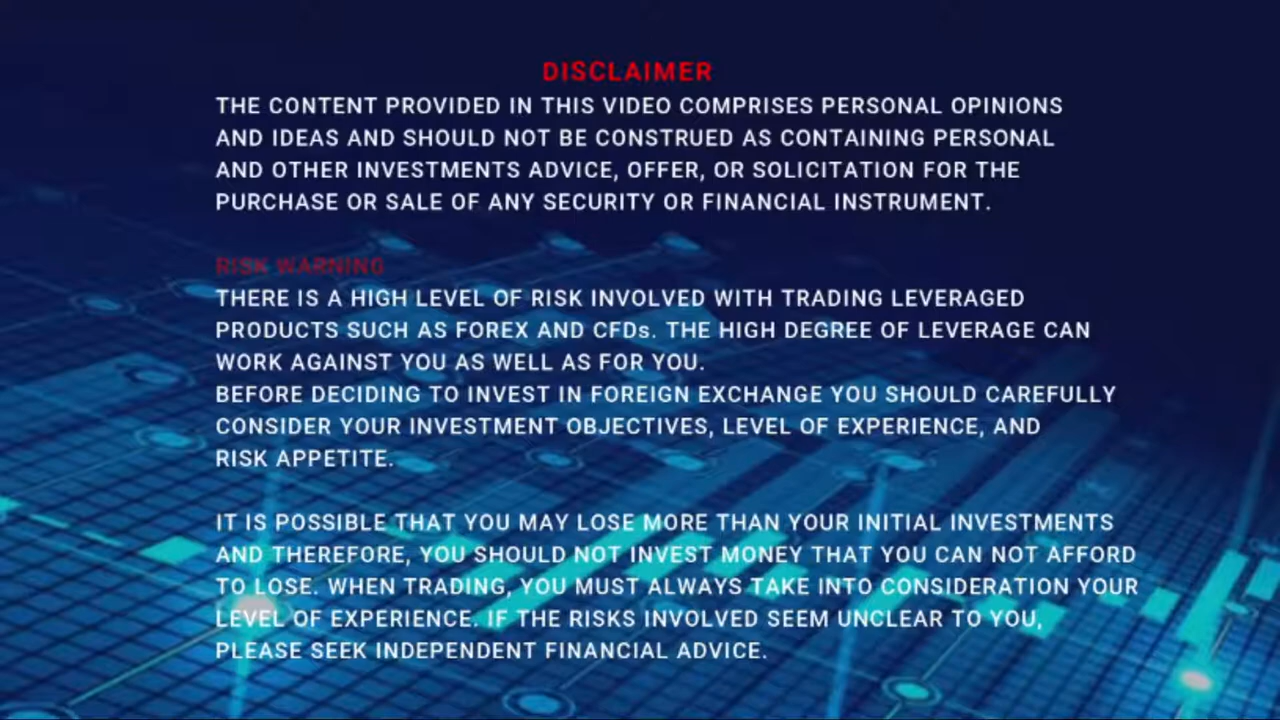 DISCLAIMER
THE CONTENT PROVIDED IN THIS VIDEO COMPRISES PERSONAL OPINIONS
AND IDEAS AND SHOULD NOT BE CONSTRUED AS CONTAINING PERSONAL
AND OTHER INVESTMENTS ADVICE, OFFER, OR SOLICITATION FOR THE
PURCHASE OR SALE OF ANY SECURITY OR FINANCIAL INSTRUMENT.
RISK WARNING
THERE IS A HIGH LEVEL OF RISK INVOLVED WITH TRADING LEVERAGED
PRODUCTS SUCH AS FOREX AND CFDs. THE HIGH DEGREE OF LEVERAGE CAN
WORK AGAINST YOU AS WELL AS FOR YOU.
BEFORE DECIDING TO INVEST IN FOREIGN EXCHANGE YOU SHOULD CAREFULLY
CONSIDER YOUR INVESTMENT OBJECTIVES, LEVEL OF EXPERIENCE, AND
RISK APPETITE.
IT IS POSSIBLE THAT YOU MAY LOSE MORE THAN YOUR INITIAL INVESTMENTS
AND THEREFORE, YOU SHOULD NOT INVEST MONEY THAT YOU CAN NOT AFFORD
TO LOSE. WHEN TRADING, YOU MUST ALWAYS TAKE INTO CONSIDERATION YOUR
LEVEL OF EXPERIENCE. IF THE RISKS INVOLVED SEEM UNCLEAR TO YOU,
PLEASE SEEK INDEPENDENT FINANCIAL ADVICE.